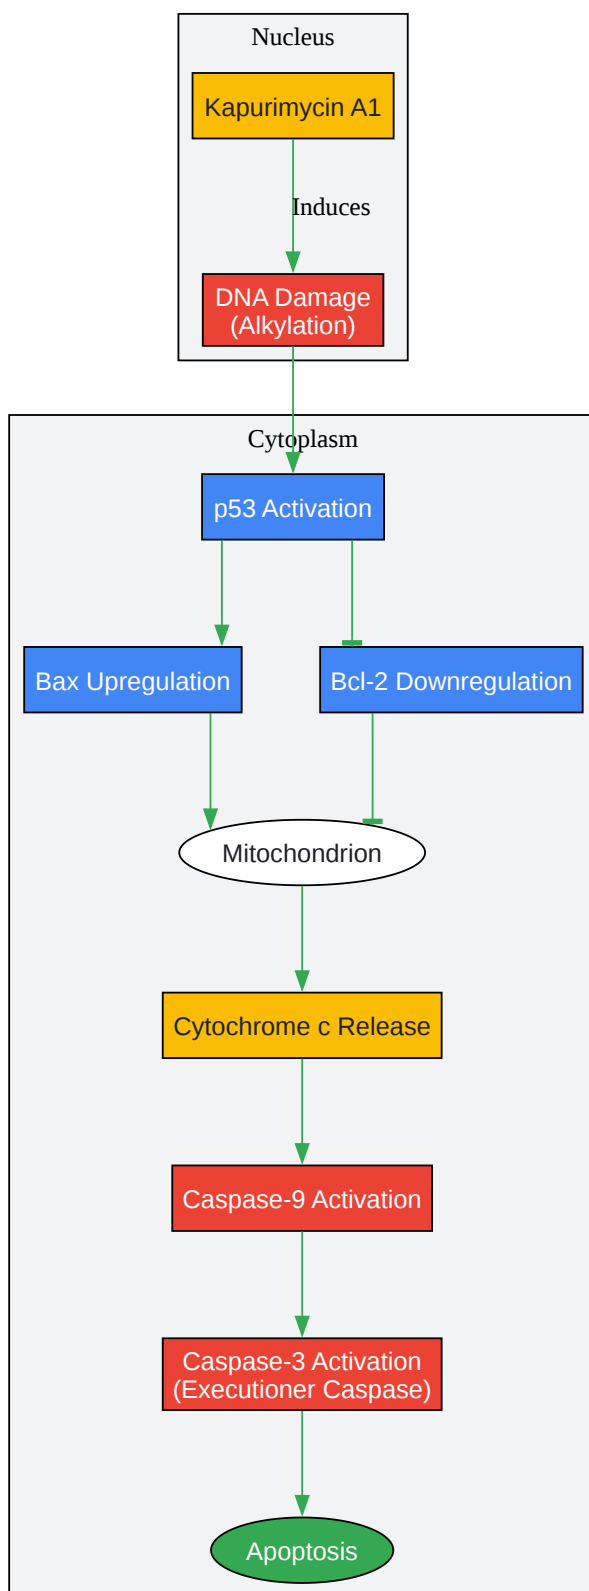 Nucleus
Kapurimycin A1
Induces
DNA Damage
(Alkylation)
Cytoplasm
p53 Activation
Bax Upregulation
Bcl-2 Downregulation
Mitochondrion
Cytochrome c Release
Caspase-9 Activation
Caspase-3 Activation
(Executioner Caspase)
Apoptosis